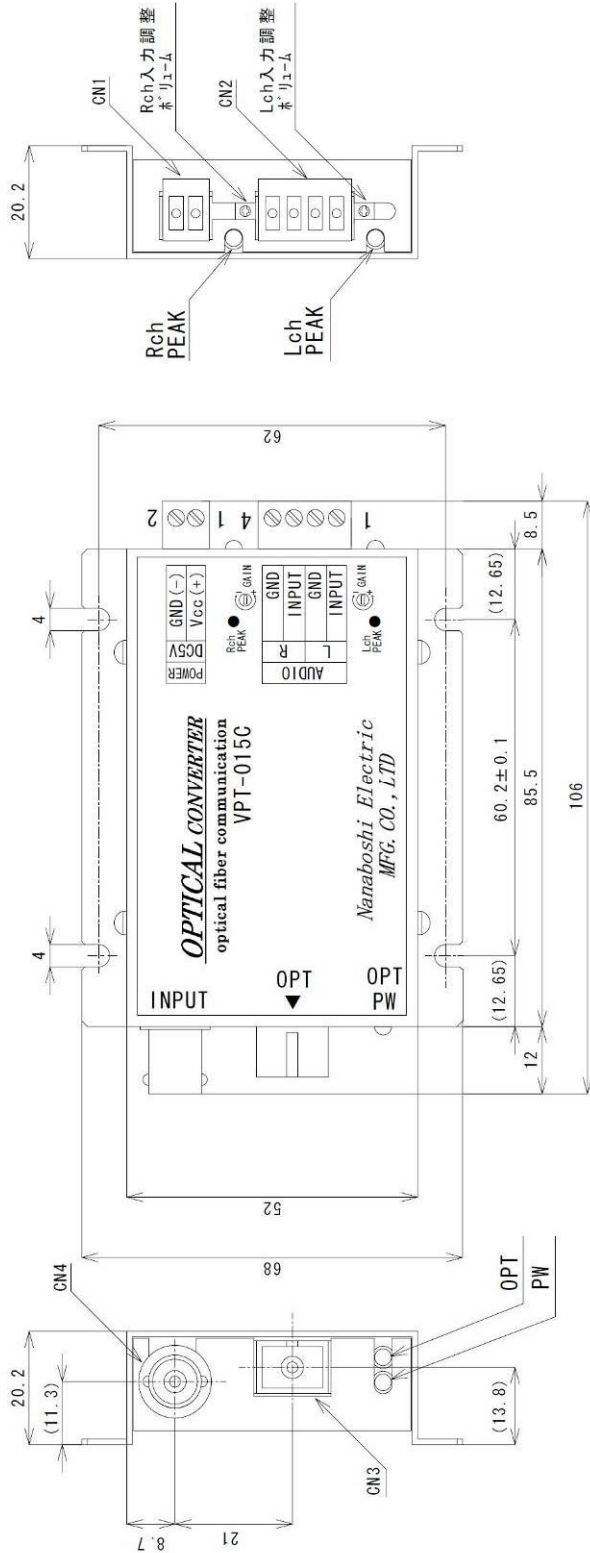 20.2
(11.3)
8.7
21
CN4
CN3
(13.8)
OPT
PW
68
52
4
4
62
INPUT
OPT
▼
OPT
PW
OPTICAL CONVERTER
optical fiber communication
VPT-015C
Nanaboshi Electric
MFG. CO., LTD
POWER
DC5V
GND (-)
Vcc (+)
Rch
PEAK
- + GAIN
AUDIO
R
L
GND
INPUT
GND
INPUT
Lch
PEAK
- + GAIN
2
1
4
1
12
(12.65)
60.2±0.1
(12.65)
8.5
85.5
106
20.2
CN1
Rch入力調整
ﾎﾞﾘｭｰﾑ
CN2
Lch入力調整
ﾎﾞﾘｭｰﾑ
Rch
PEAK
Lch
PEAK